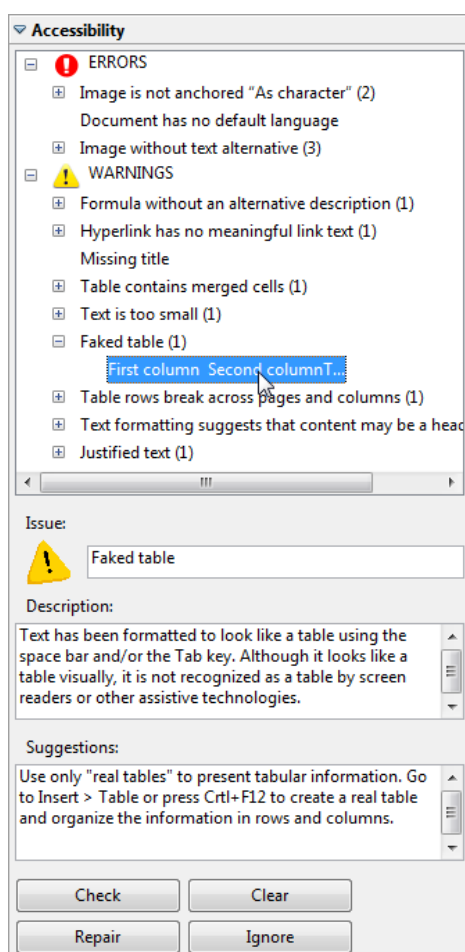 Accessibility
ERRORS
Image is not anchored “As character” (2)
Document has no default language
Image without text alternative (3)
WARNINGS
Formula without an alternative description (1)
Hyperlink has no meaningful link text (1)
Missing title
Table contains merged cells (1)
Text is too small (1)
Faked table (1)
First column Second columnT...
Table rows break across pages and columns (1)
Text formatting suggests that content may be a head
Justified text (1)
Issue:
Faked table
Description:
Text has been formatted to look like a table using the
space bar and/or the Tab key. Although it looks like a
table visually, it is not recognized as a table by screen
readers or other assistive technologies.
Suggestions:
Use only "real tables" to present tabular information. Go
to Insert > Table or press Crtl+F12 to create a real table
and organize the information in rows and columns.
Check Clear
Repair Ignore